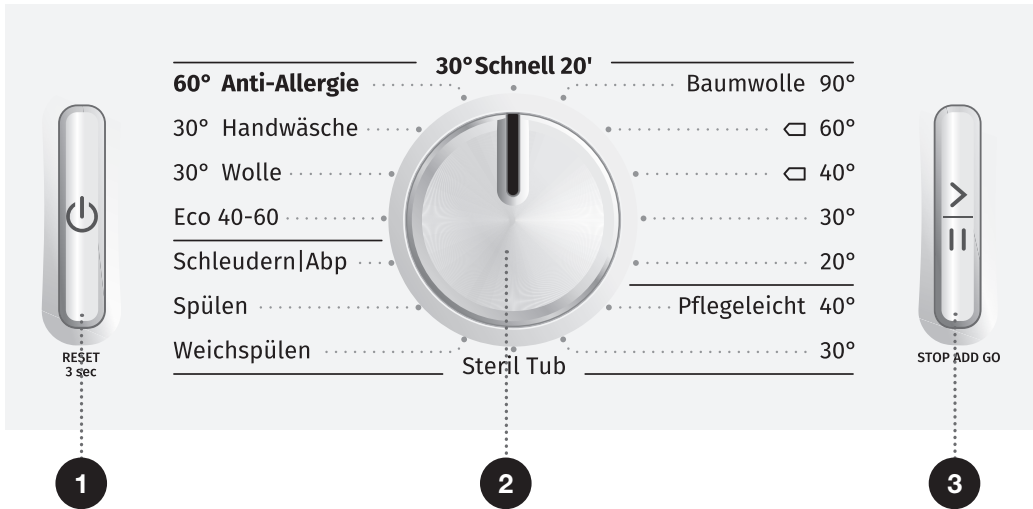 30° Schnell 20'
60° Anti-Allergie
30° Handwäsche
30° Wolle
Eco 40-60
Schleudern|Abp
Spülen
Weichspülen
Steril Tub
Baumwolle 90°
60°
40°
30°
20°
Pflegeleicht 40°
30°
RESET
3 sec
STOP ADD GO
1
2
3